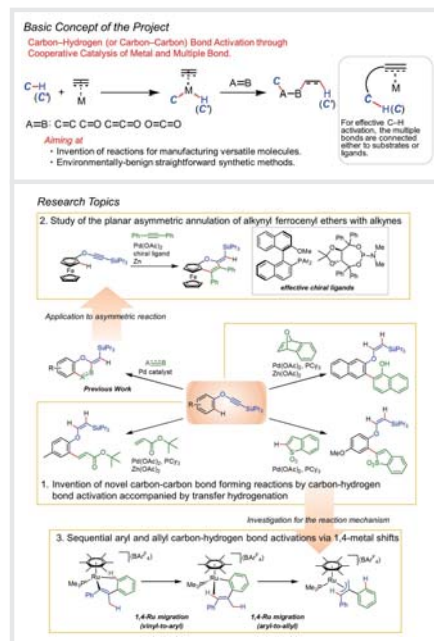 Basic Concept of the Project
Carbon–Hydrogen (or Carbon–Carbon) Bond Activation through
Cooperative Catalysis of Metal and Multiple Bond.
C–H
(C')
+
M
C
M
H
(C')
A=B
C
A–B
H
(C')
M
C
H(C')
A=B: C=C C=O C=C=O O=C=O
For effective C–H
activation, the multiple
bonds are connected
either to substrates or
ligands.
Aiming at
・Invention of reactions for manufacturing versatile molecules.
・Environmentally-benign straightforward synthetic methods.
Research Topics
2. Study of the planar asymmetric annulation of alkynyl ferrocenyl ethers with alkynes
Pd(OAc)2
chiral ligand
Zn
effective chiral ligands
Application to asymmetric reaction
Previous Work
Pd catalyst
Pd(OAc)2, PCy3
Zn(OAc)2
Pd(OAc)2, PCy3
Zn(OAc)2
Pd(OAc)2, PCy3
1. Invention of novel carbon-carbon bond forming reactions by carbon-hydrogen
bond activation accompanied by transfer hydrogenation
Investigation for the reaction mechanism
3. Sequential aryl and allyl carbon-hydrogen bond activations via 1,4-metal shifts
1,4-Ru migration
(vinyl-to-aryl)
1,4-Ru migration
(aryl-to-allyl)